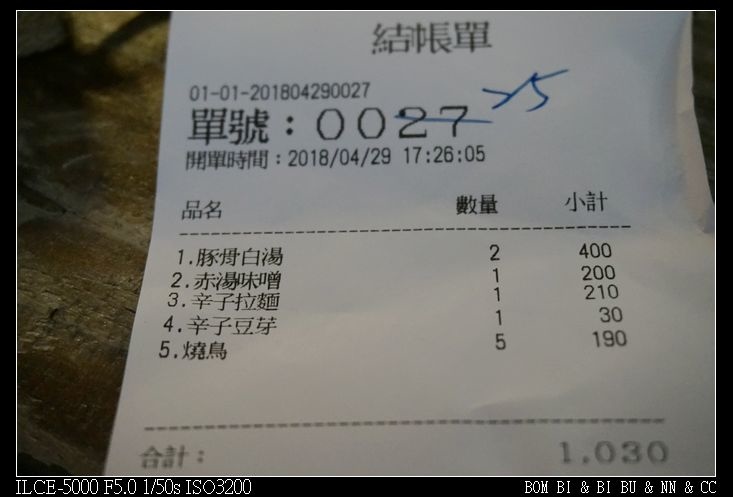 結帳單
01-01-201804290027
單號：0027 25
開單時間：2018/04/29 17:26:05
品名 數量 小計
1.豚骨白湯 2 400
2.赤湯味噌 1 200
3.辛子拉麵 1 210
4.辛子豆芽 1 30
5.燒鳥 5 190
合計： 1,030
ILCE-5000 F5.0 1/50s ISO3200 BOM BI & BI BU & NN & CC